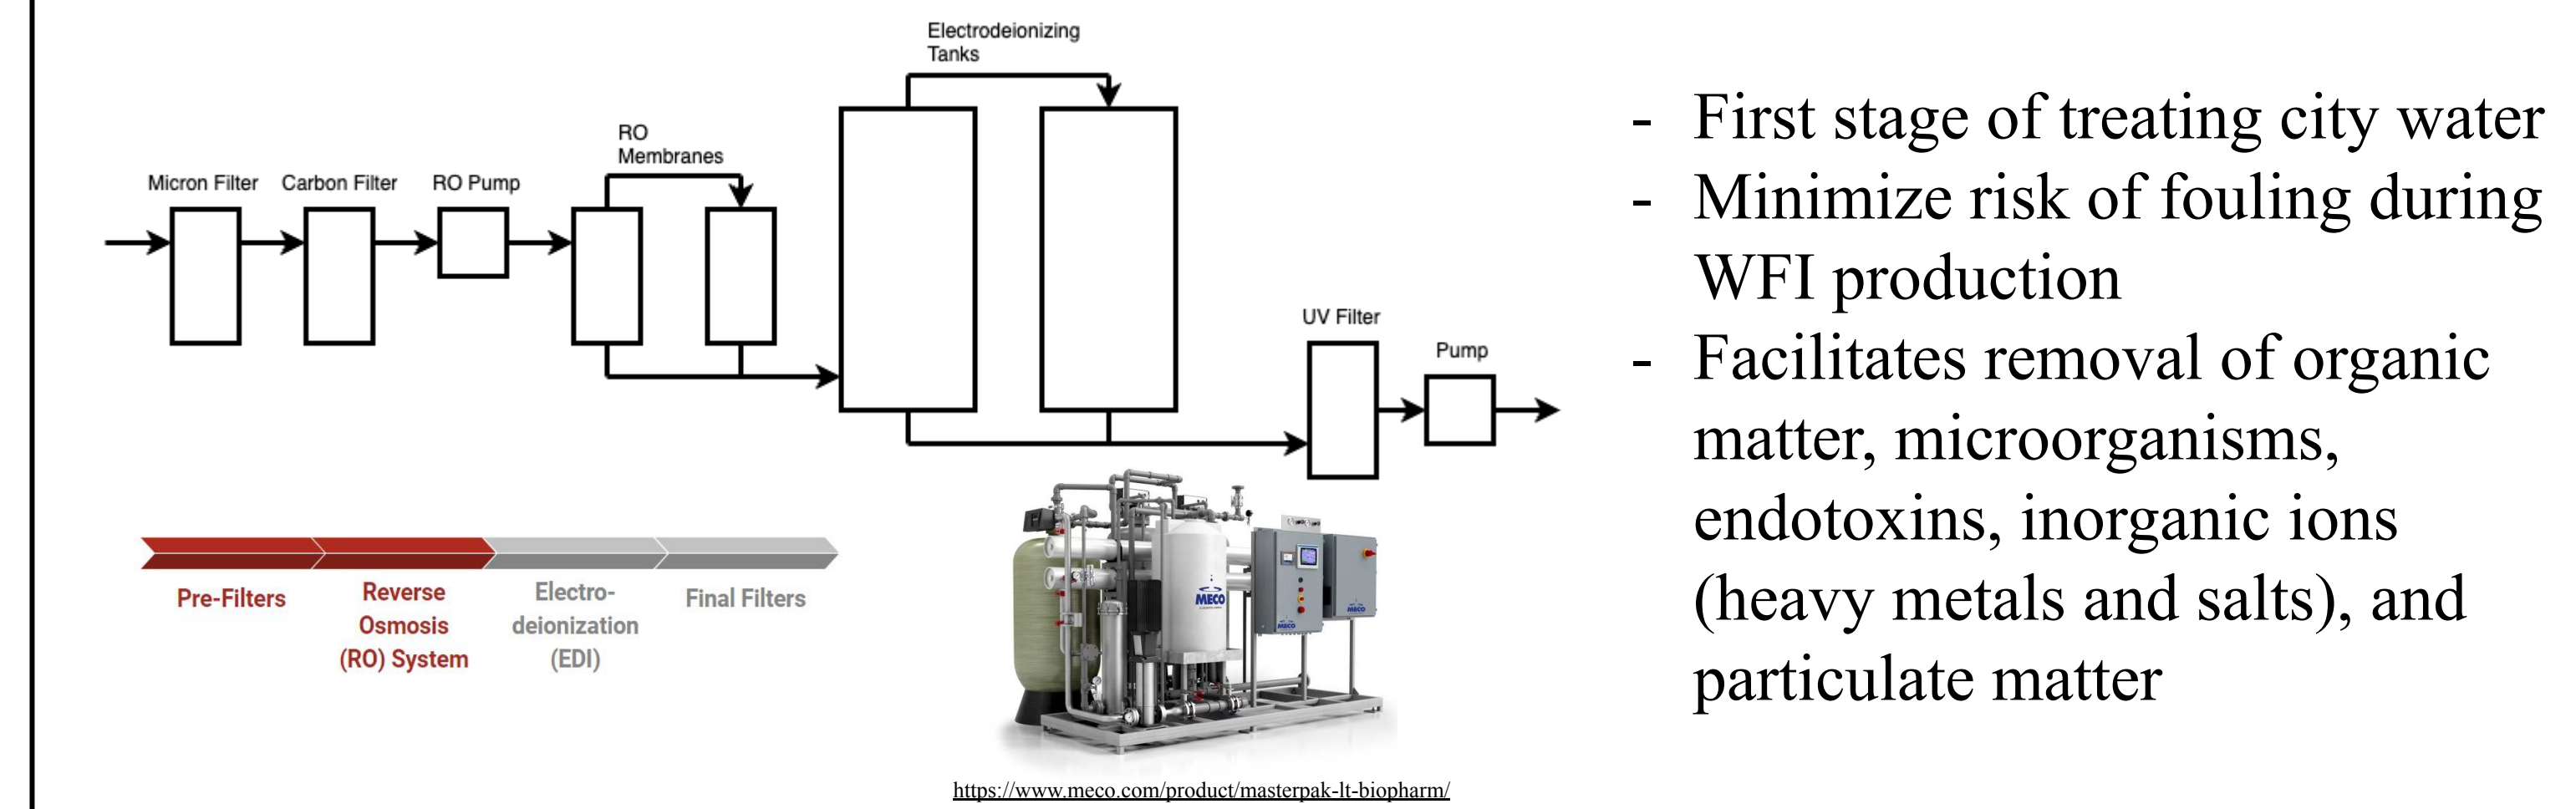 Electrodeionizing
Tanks
RO
Membranes
Micron Filter
Carbon Filter
RO Pump
UV Filter
Pump
Pre-Filters
Reverse
Osmosis
(RO) System
Electro-
deionization
(EDI)
Final Filters
MECO
MECO
MECO
https://www.meco.com/product/masterpak-lt-biopharm/
- First stage of treating city water
- Minimize risk of fouling during
WFI production
- Facilitates removal of organic
matter, microorganisms,
endotoxins, inorganic ions
(heavy metals and salts), and
particulate matter